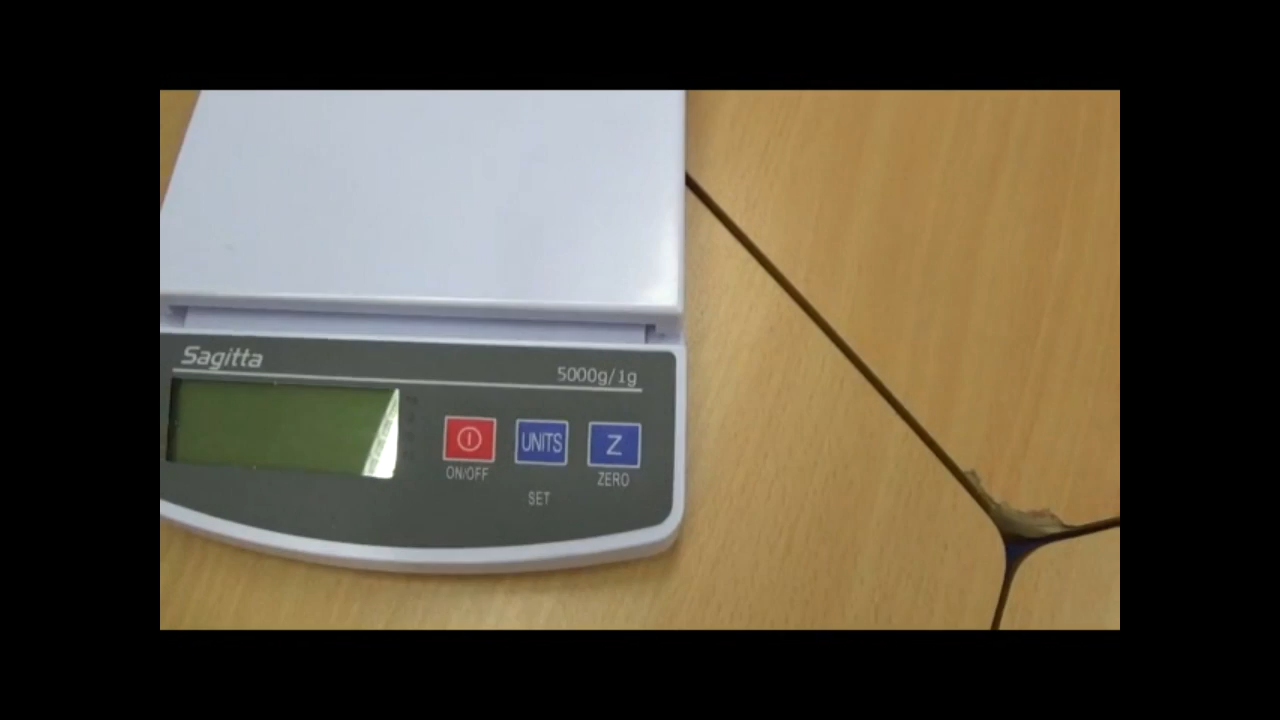 Sagitta
5000g/1g
UNITS
Z
ON/OFF
SET
ZERO